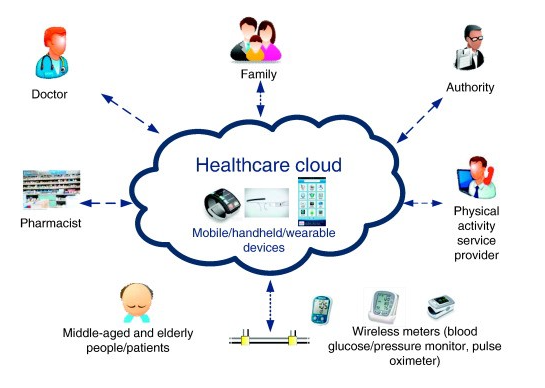 Doctor
Family
Authority
Healthcare cloud
Mobile/handheld/wearable
devices
Pharmacist
Physical
activity
service
provider
Middle-aged and elderly
people/patients
Wireless meters (blood
glucose/pressure monitor, pulse
oximeter)